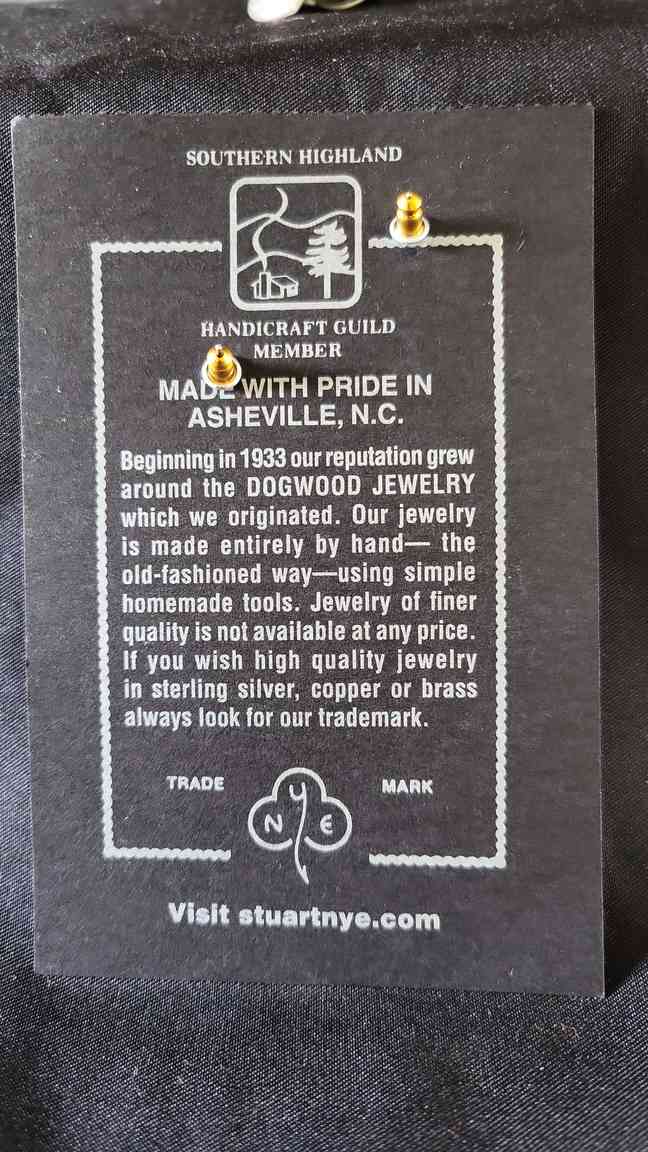 SOUTHERN HIGHLAND
HANDICRAFT GUILD
MEMBER
MADE WITH PRIDE IN
ASHEVILLE, N.C.
Beginning in 1933 our reputation grew
around the DOGWOOD JEWELRY
which we originated. Our jewelry
is made entirely by hand— the
old-fashioned way—using simple
homemade tools. Jewelry of finer
quality is not available at any price.
If you wish high quality jewelry
in sterling silver, copper or brass
always look for our trademark.
TRADE NYE MARK
Visit stuartnye.com